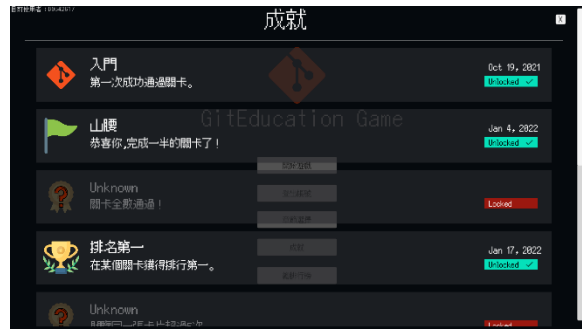 成就
X
入門
第一次成功通過關卡。
Oct 19, 2021
Unlocked
GitEducation Game
山腰
恭喜你,完成一半的關卡了！
Jan 4, 2022
Unlocked
Unknown
關卡全數通過！
Locked
排名第一
在某個關卡獲得排行第一。
Jan 17, 2022
Unlocked
Unknown
Locked